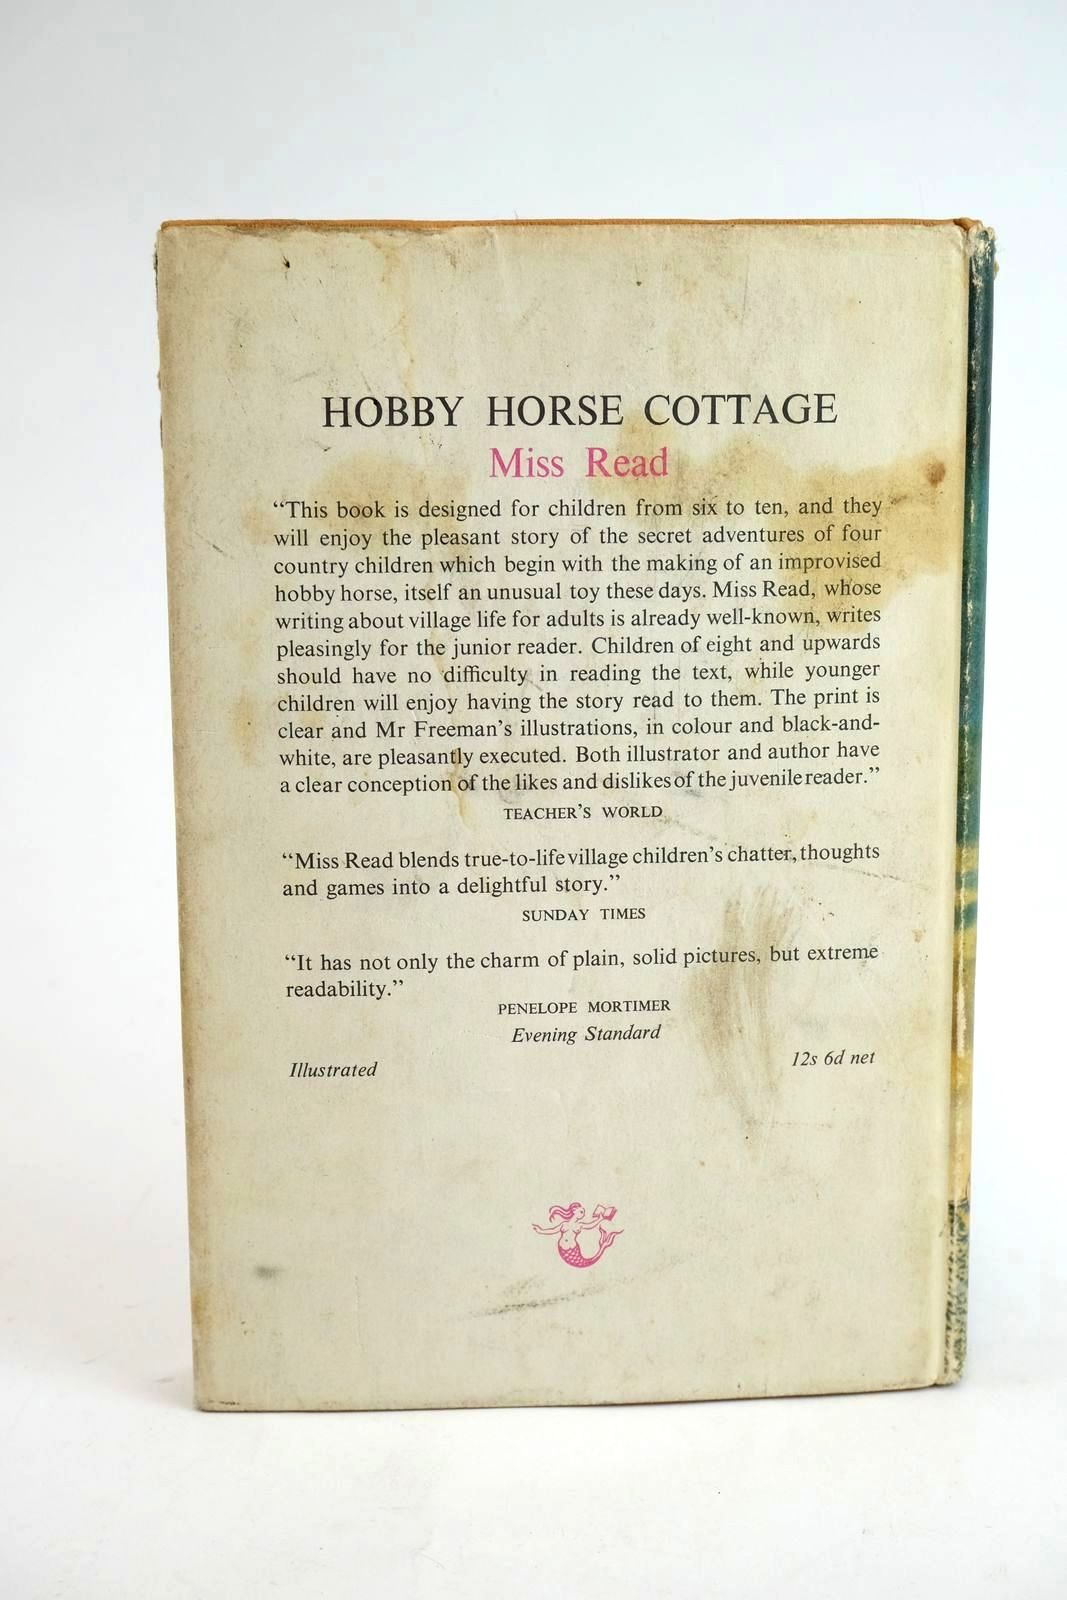 HOBBY HORSE COTTAGE
Miss Read
“This book is designed for children from six to ten, and they
will enjoy the pleasant story of the secret adventures of four
country children which begin with the making of an improvised
hobby horse, itself an unusual toy these days. Miss Read, whose
writing about village life for adults is already well-known, writes
pleasingly for the junior reader. Children of eight and upwards
should have no difficulty in reading the text, while younger
children will enjoy having the story read to them. The print is
clear and Mr Freeman’s illustrations, in colour and black-and-
white, are pleasantly executed. Both illustrator and author have
a clear conception of the likes and dislikes of the juvenile reader.”
TEACHER’S WORLD
“Miss Read blends true-to-life village children’s chatter, thoughts
and games into a delightful story.”
SUNDAY TIMES
“It has not only the charm of plain, solid pictures, but extreme
readability.”
PENELOPE MORTIMER
Evening Standard
Illustrated
12s 6d net